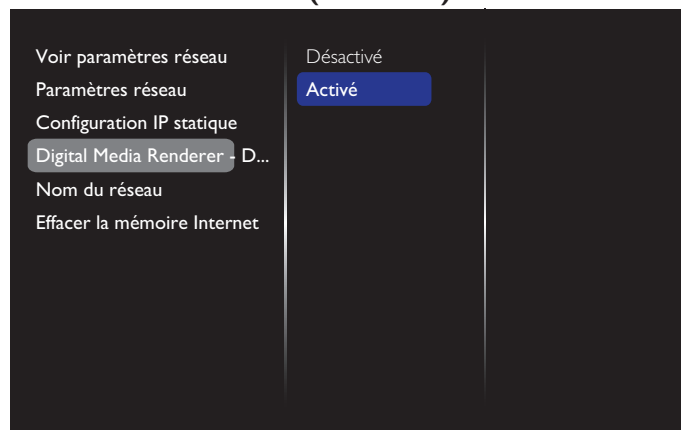 Voir paramètres réseau
Paramètres réseau
Configuration IP statique
Digital Media Renderer - D...
Nom du réseau
Effacer la mémoire Internet
Désactivé
Activé